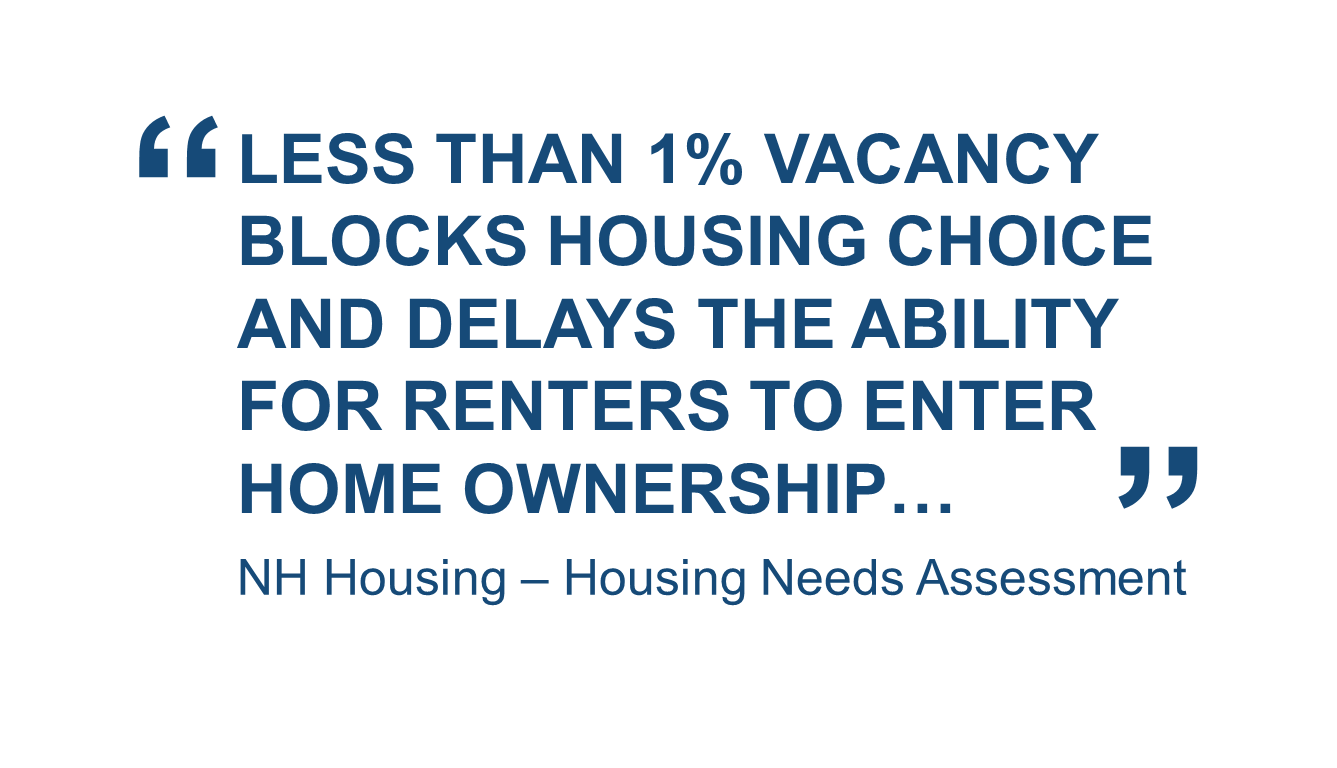 “LESS THAN 1% VACANCY
BLOCKS HOUSING CHOICE
AND DELAYS THE ABILITY
FOR RENTERS TO ENTER
HOME OWNERSHIP…”
NH Housing – Housing Needs Assessment